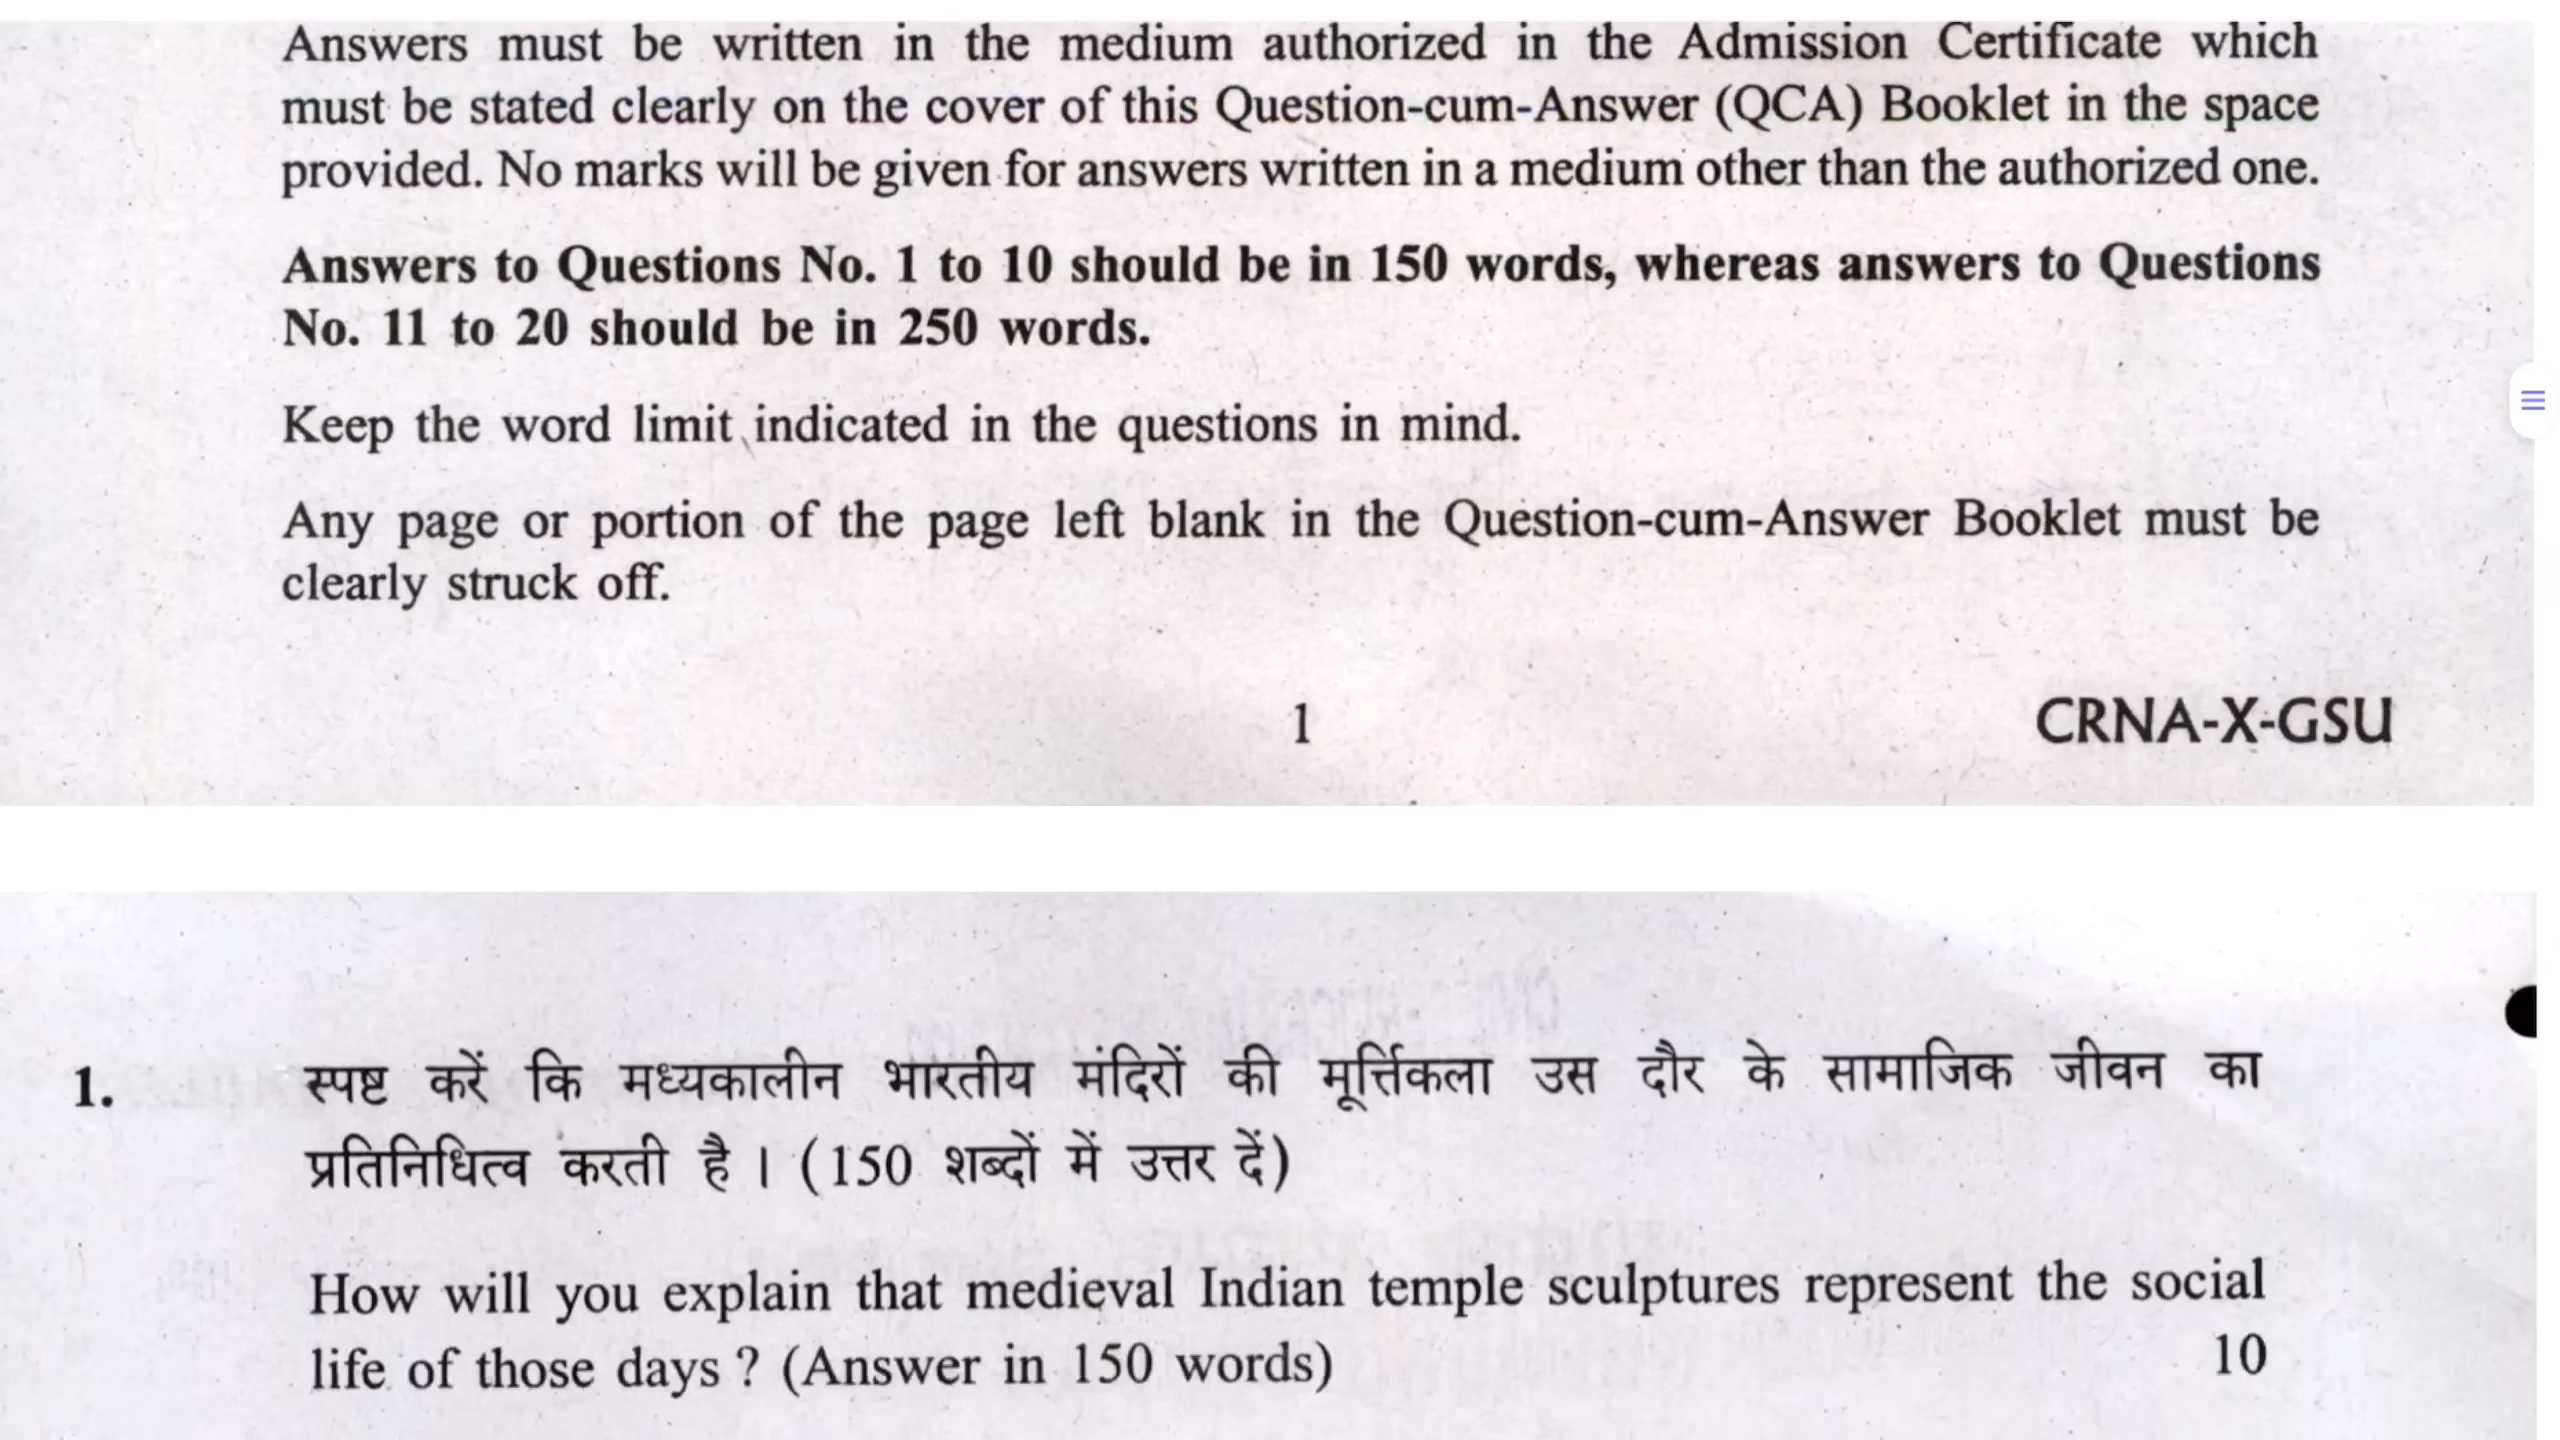 Answers must be written in the medium authorized in the Admission Certificate which
must be stated clearly on the cover of this Question-cum-Answer (QCA) Booklet in the space
provided. No marks will be given for answers written in a medium other than the authorized one.
Answers to Questions No. 1 to 10 should be in 150 words, whereas answers to Questions
No. 11 to 20 should be in 250 words.
Keep the word limit indicated in the questions in mind.
Any page or portion of the page left blank in the Question-cum-Answer Booklet must be
clearly struck off.
1 CRNA-X-GSU
1. स्पष्ट करें कि मध्यकालीन भारतीय मंदिरों की मूर्त्तिकला उस दौर के सामाजिक जीवन का
प्रतिनिधित्व करती है । (150 शब्दों में उत्तर दें)
How will you explain that medieval Indian temple sculptures represent the social
life of those days ? (Answer in 150 words) 10